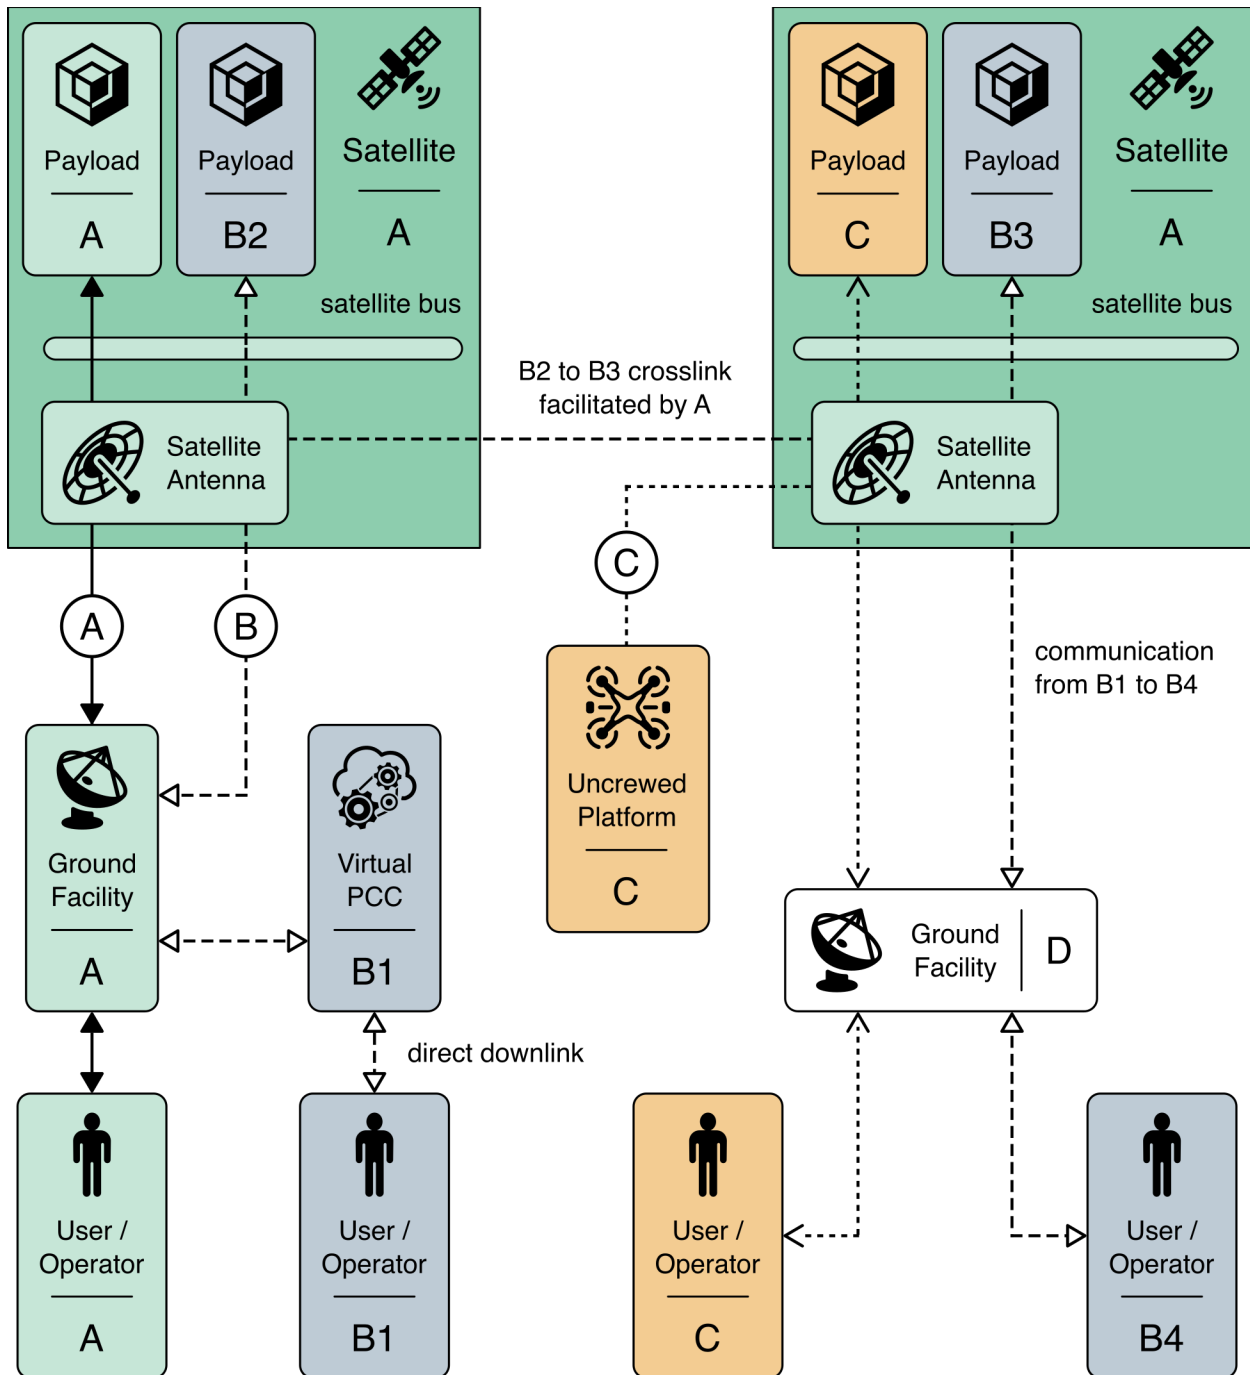 Payload
A
Payload
B2
Satellite
A
satellite bus
Satellite
Antenna
Payload
C
Payload
B3
Satellite
A
satellite bus
Satellite
Antenna
B2 to B3 crosslink
facilitated by A
A
B
C
communication
from B1 to B4
Ground
Facility
A
Virtual
PCC
B1
Uncrewed
Platform
C
Ground
Facility
D
direct downlink
User /
Operator
A
User /
Operator
B1
User /
Operator
C
User /
Operator
B4